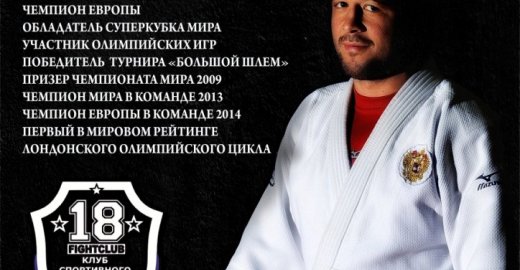 ЧЕМПИОН ЕВРОПЫ
ОБЛАДАТЕЛЬ СУПЕРКУБКА МИРА
УЧАСТНИК ОЛИМПИЙСКИХ ИГР
ПОБЕДИТЕЛЬ ТУРНИРА «БОЛЬШОЙ ШЛЕМ»
ПРИЗЕР ЧЕМПИОНАТА МИРА 2009
ЧЕМПИОН МИРА В КОМАНДЕ 2013
ЧЕМПИОН ЕВРОПЫ В КОМАНДЕ 2014
ПЕРВЫЙ В МИРОВОМ РЕЙТИНГЕ
ЛОНДОНСКОГО ОЛИМПИЙСКОГО ЦИКЛА
18
FIGHTCLUB
КЛУБ
СПОРТИВНОГО
Mizuno